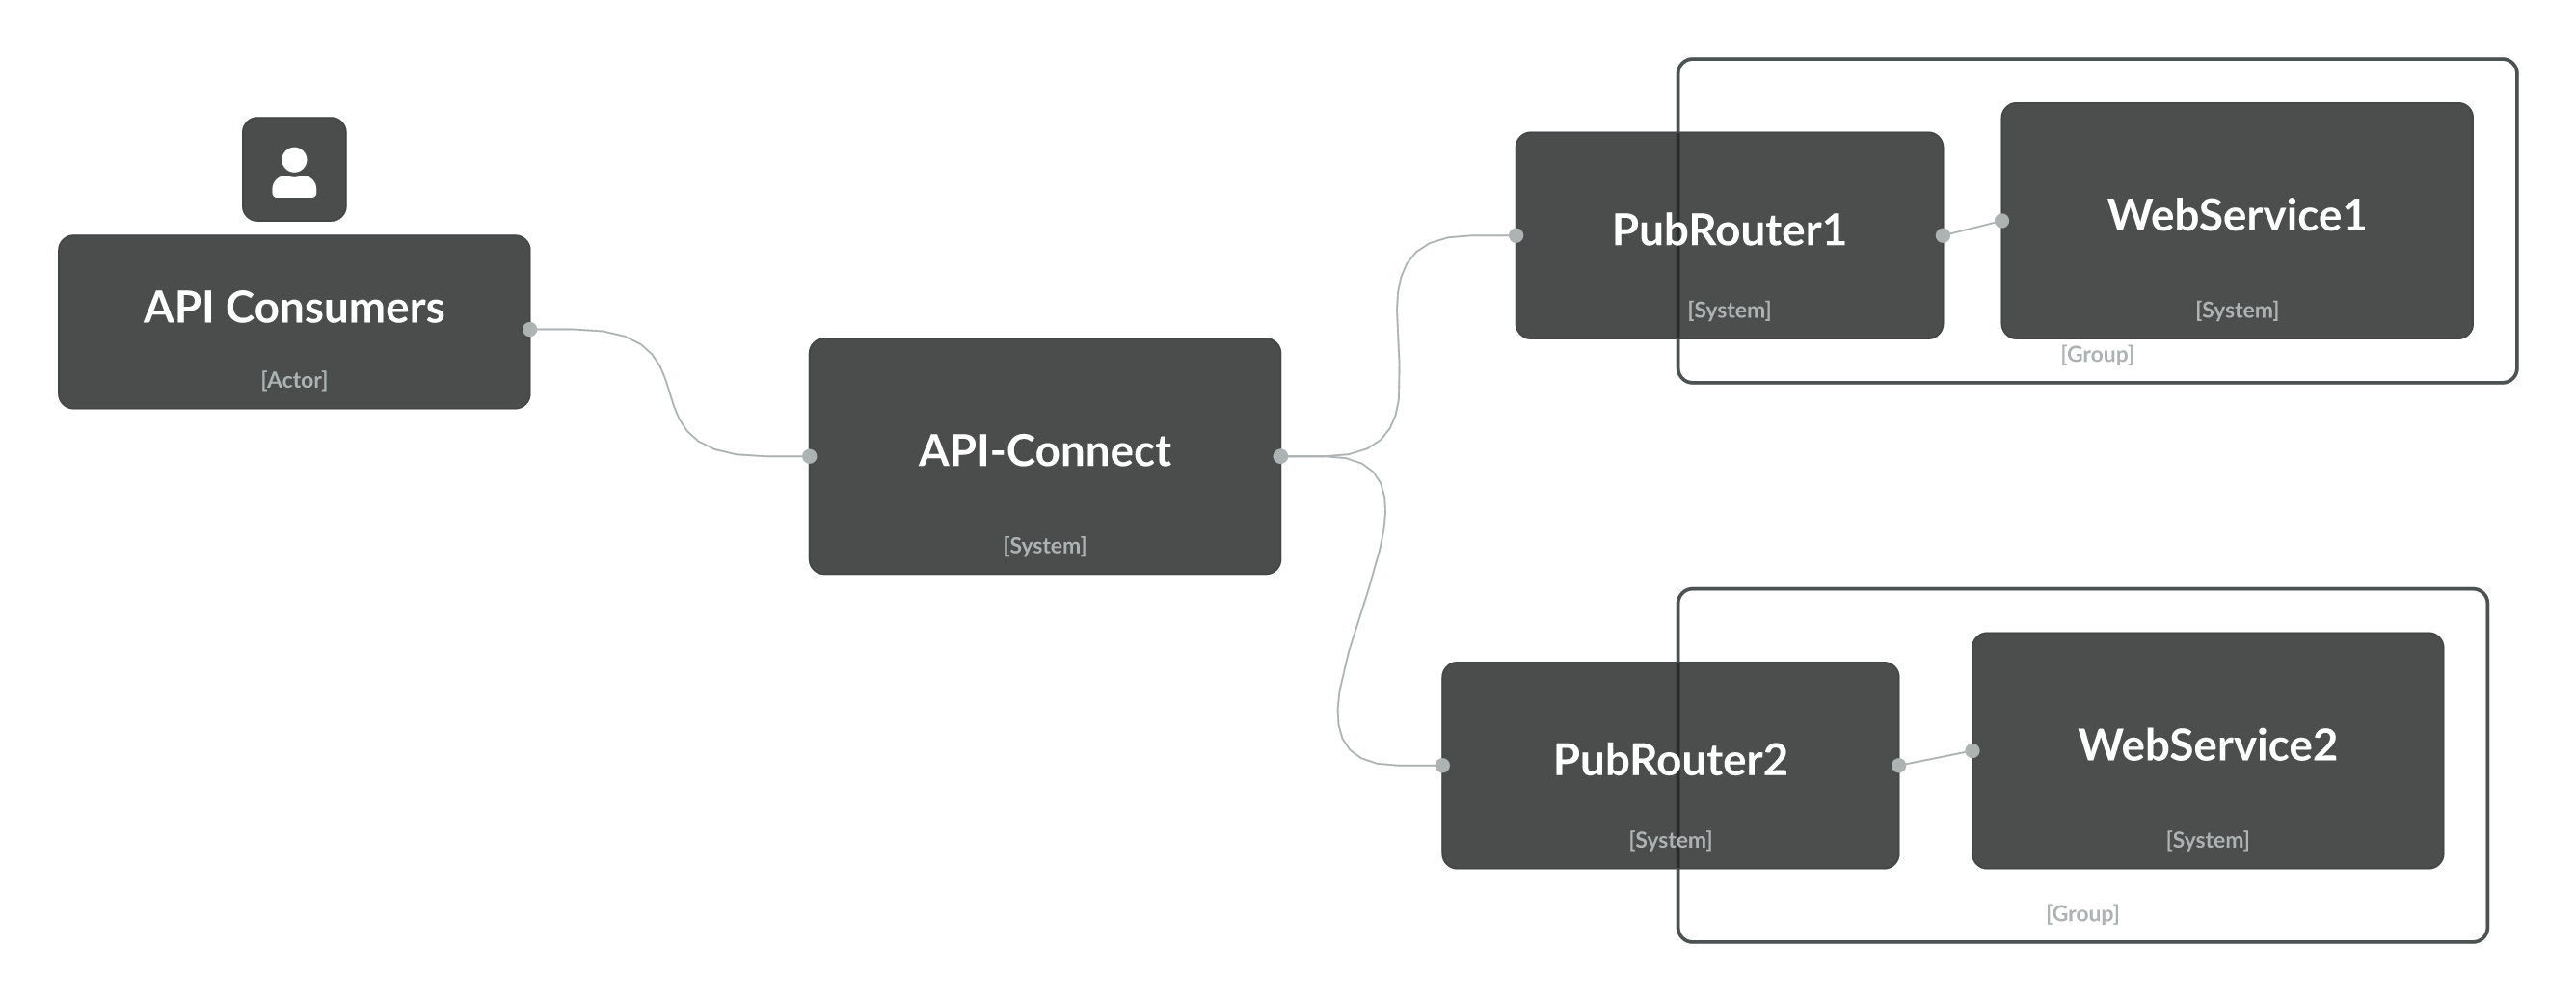 API Consumers
[Actor]
API-Connect
[System]
PubRouter1
[System]
WebService1
[System]
[Group]
PubRouter2
[System]
WebService2
[System]
[Group]